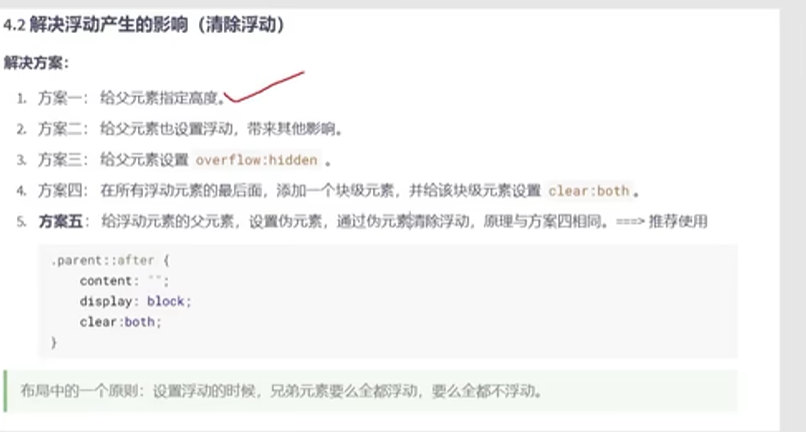 4.2 解决浮动产生的影响（清除浮动）
解决方案：
1. 方案一： 给父元素指定高度。
2. 方案二： 给父元素也设置浮动，带来其他影响。
3. 方案三： 给父元素设置 overflow:hidden 。
4. 方案四： 在所有浮动元素的最后面，添加一个块级元素，并给该块级元素设置 clear:both 。
5. 方案五： 给浮动元素的父元素，设置伪元素，通过伪元素清除浮动，原理与方案四相同。===> 推荐使用
.parent::after {
content: "";
display: block;
clear:both;
}
布局中的一个原则：设置浮动的时候，兄弟元素要么全都浮动，要么全都不浮动。